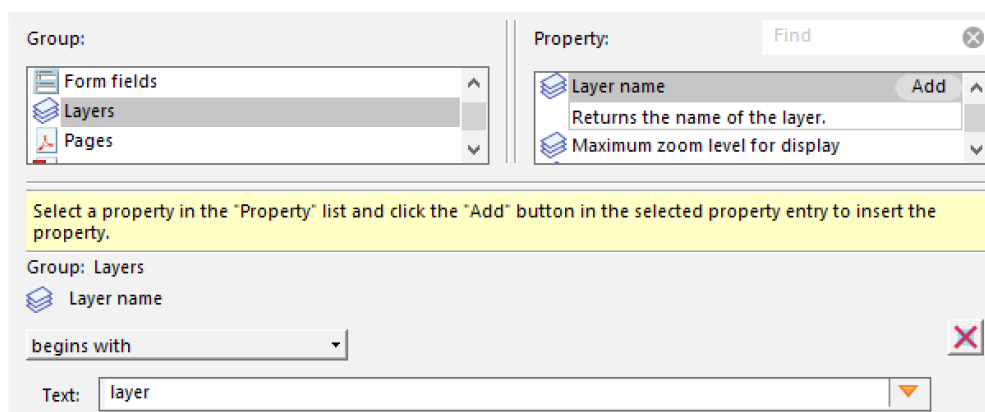 Group:
Property:
Find
Form fields
Layers
Pages
Layer name
Add
Returns the name of the layer.
Maximum zoom level for display
Select a property in the "Property" list and click the "Add" button in the selected property entry to insert the
property.
Group: Layers
Layer name
begins with
Text: layer